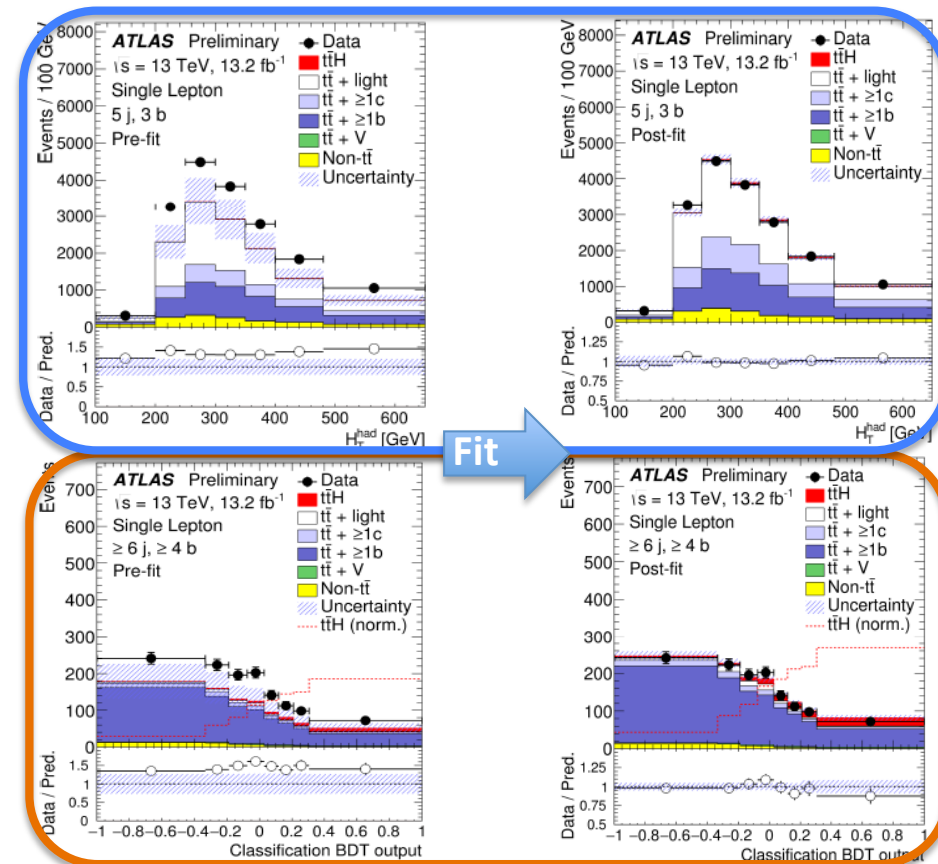 Events / 100 GeV
8000
7000
6000
5000
4000
3000
2000
1000
0
ATLAS Preliminary
√s = 13 TeV, 13.2 fb⁻¹
Single Lepton
5 j, 3 b
Pre-fit
Data
tt̄H
tt̄ + light
tt̄ + ≥1c
tt̄ + ≥1b
tt̄ + V
Non-tt̄
Uncertainty
Data / Pred.
1.5
1
0.5
0
100 200 300 400 500 600
H_T^had [GeV]
Events / 100 GeV
8000
7000
6000
5000
4000
3000
2000
1000
0
ATLAS Preliminary
√s = 13 TeV, 13.2 fb⁻¹
Single Lepton
5 j, 3 b
Post-fit
Data
tt̄H
tt̄ + light
tt̄ + ≥1c
tt̄ + ≥1b
tt̄ + V
Non-tt̄
Uncertainty
Data / Pred.
1.25
1
0.75
0.5
100 200 300 400 500 600
H_T^had [GeV]
Fit
Events
700
600
500
400
300
200
100
0
ATLAS Preliminary
√s = 13 TeV, 13.2 fb⁻¹
Single Lepton
≥ 6 j, ≥ 4 b
Pre-fit
Data
tt̄H
tt̄ + light
tt̄ + ≥1c
tt̄ + ≥1b
tt̄ + V
Non-tt̄
Uncertainty
tt̄H (norm.)
Data / Pred.
1.5
1
0.5
0
−1 −0.8 −0.6 −0.4 −0.2 0 0.2 0.4 0.6 0.8 1
Classification BDT output
Events
700
600
500
400
300
200
100
0
ATLAS Preliminary
√s = 13 TeV, 13.2 fb⁻¹
Single Lepton
≥ 6 j, ≥ 4 b
Post-fit
Data
tt̄H
tt̄ + light
tt̄ + ≥1c
tt̄ + ≥1b
tt̄ + V
Non-tt̄
Uncertainty
tt̄H (norm.)
Data / Pred.
1.25
1
0.75
0.5
−1 −0.8 −0.6 −0.4 −0.2 0 0.2 0.4 0.6 0.8 1
Classification BDT output